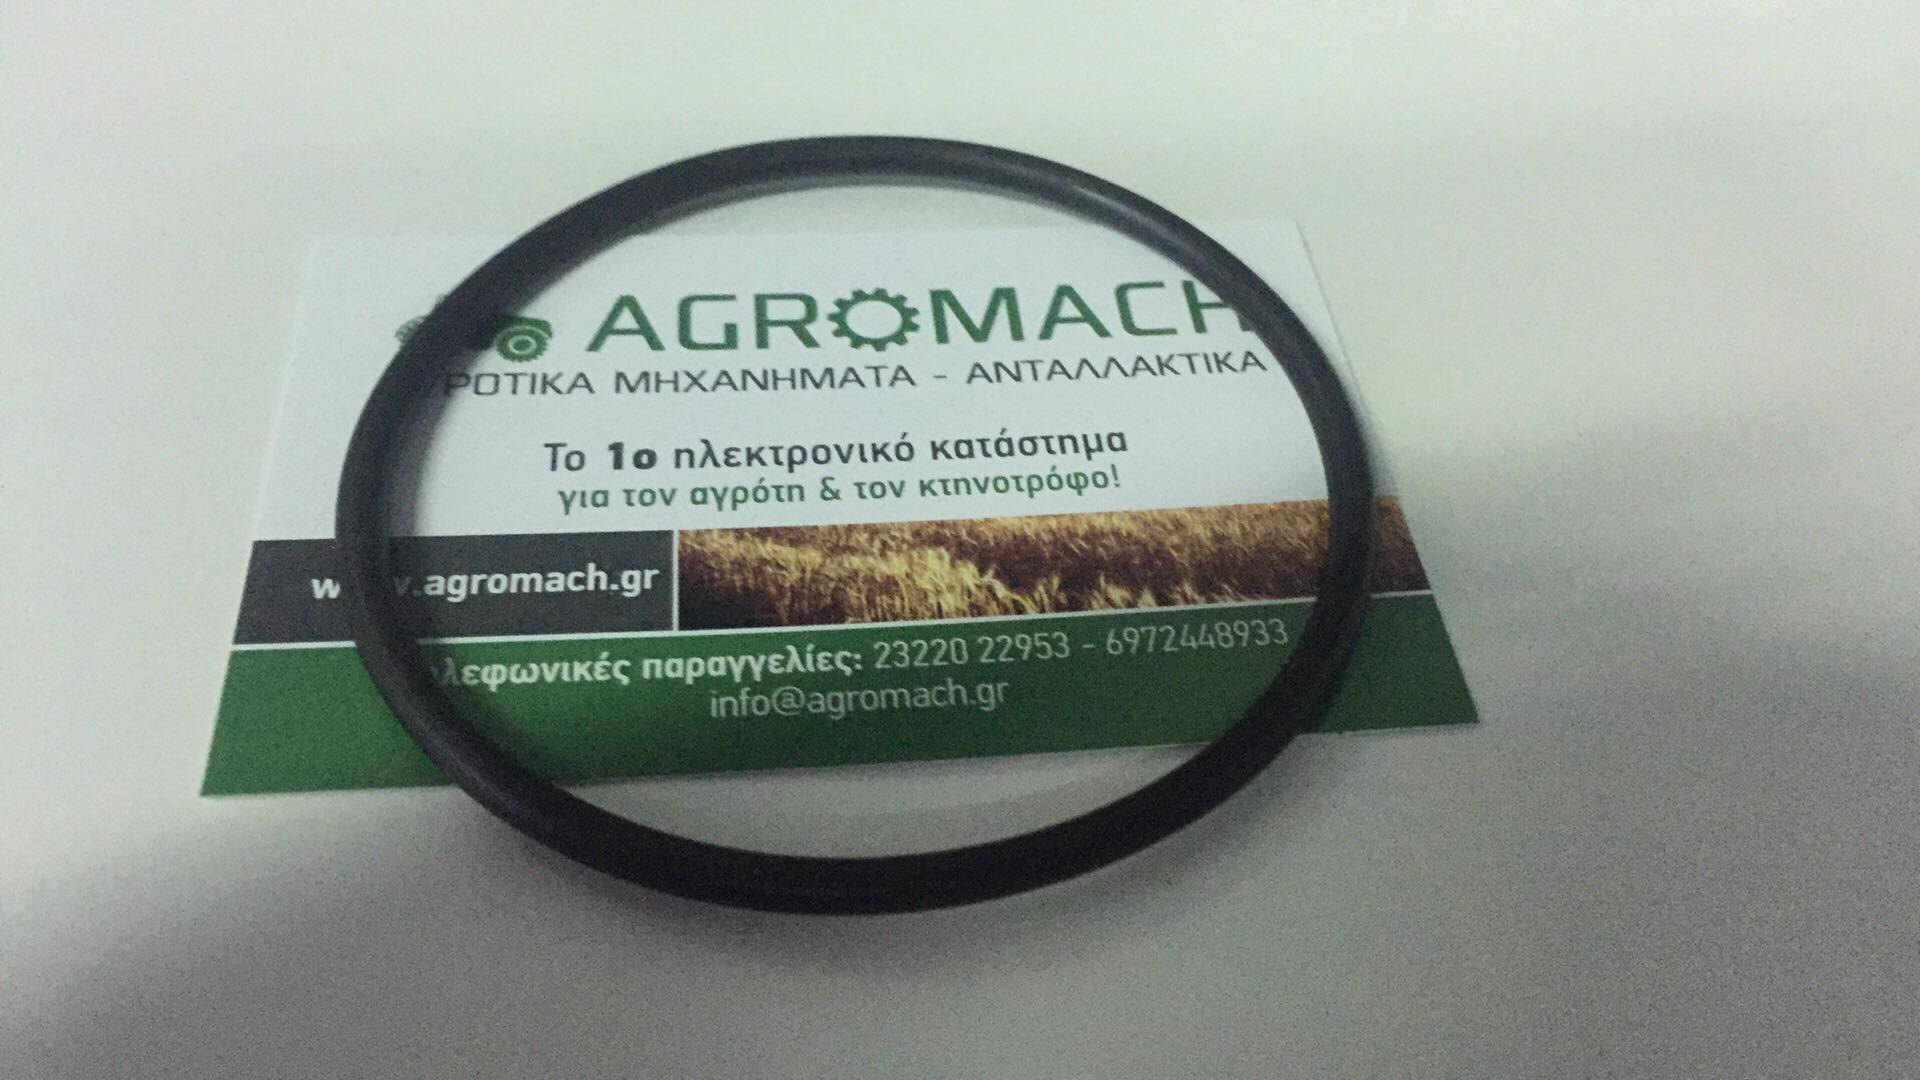 AGROMACH
ΡΟΤΙΚΑ ΜΗΧΑΝΗΜΑΤΑ - ΑΝΤΑΛΛΑΚΤΙΚΑ
Το 1ο ηλεκτρονικό κατάστημα
για τον αγρότη & τον κτηνοτρόφο!
www.agromach.gr
λεφωνικές παραγγελίες: 23220 22953 - 6972448933
info@agromach.gr